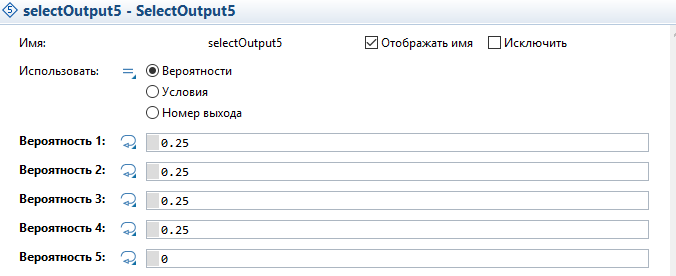 selectOutput5 - SelectOutput5
Имя: selectOutput5 Отображать имя Исключить
Использовать: Вероятности
Условия
Номер выхода
Вероятность 1: 0.25
Вероятность 2: 0.25
Вероятность 3: 0.25
Вероятность 4: 0.25
Вероятность 5: 0